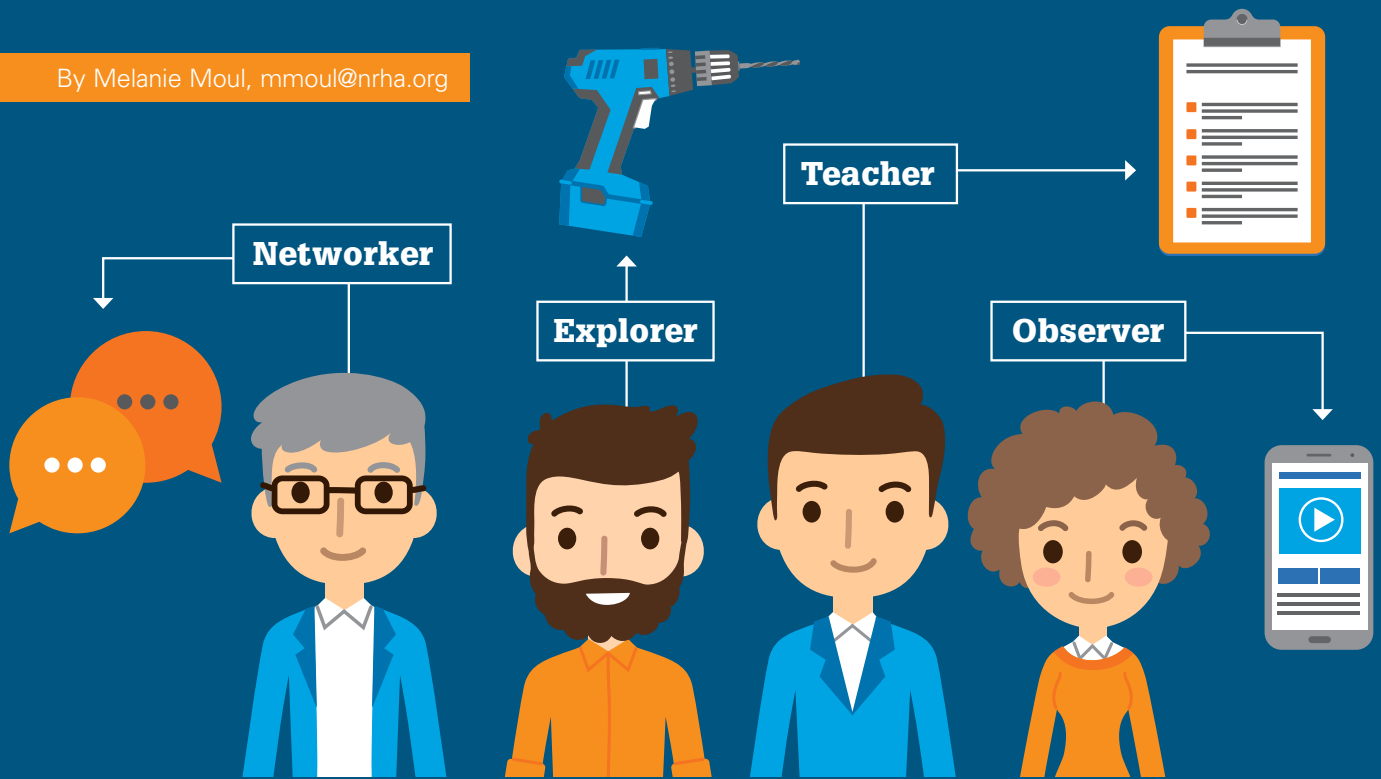 By Melanie Moul, mmoul@nrha.org
Teacher
Networker
Explorer
Observer